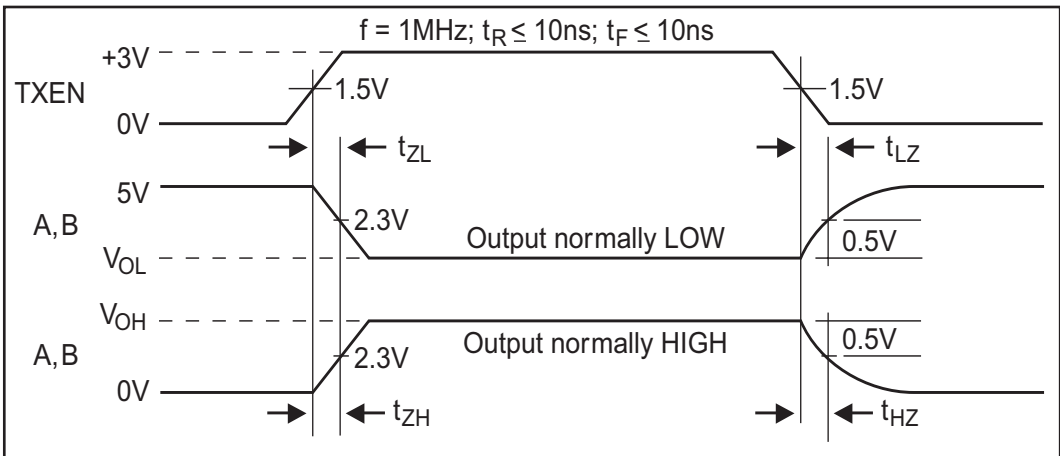 f = 1MHz; tR ≤ 10ns; tF ≤ 10ns
+3V
TXEN
1.5V
1.5V
0V
tZL
tLZ
5V
A,B
2.3V
Output normally LOW
0.5V
VOL
VOH
A,B
2.3V
Output normally HIGH
0.5V
0V
tZH
tHZ